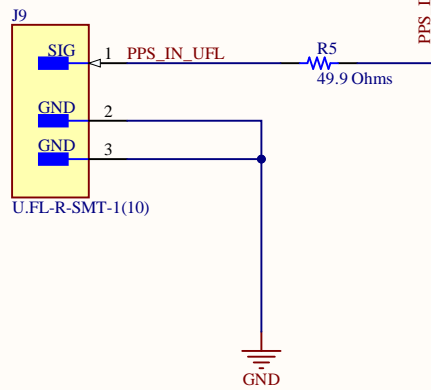 J9
SIG
1
PPS_IN_UFL
R5
49.9 Ohms
GND
2
GND
3
U.FL-R-SMT-1(10)
GND